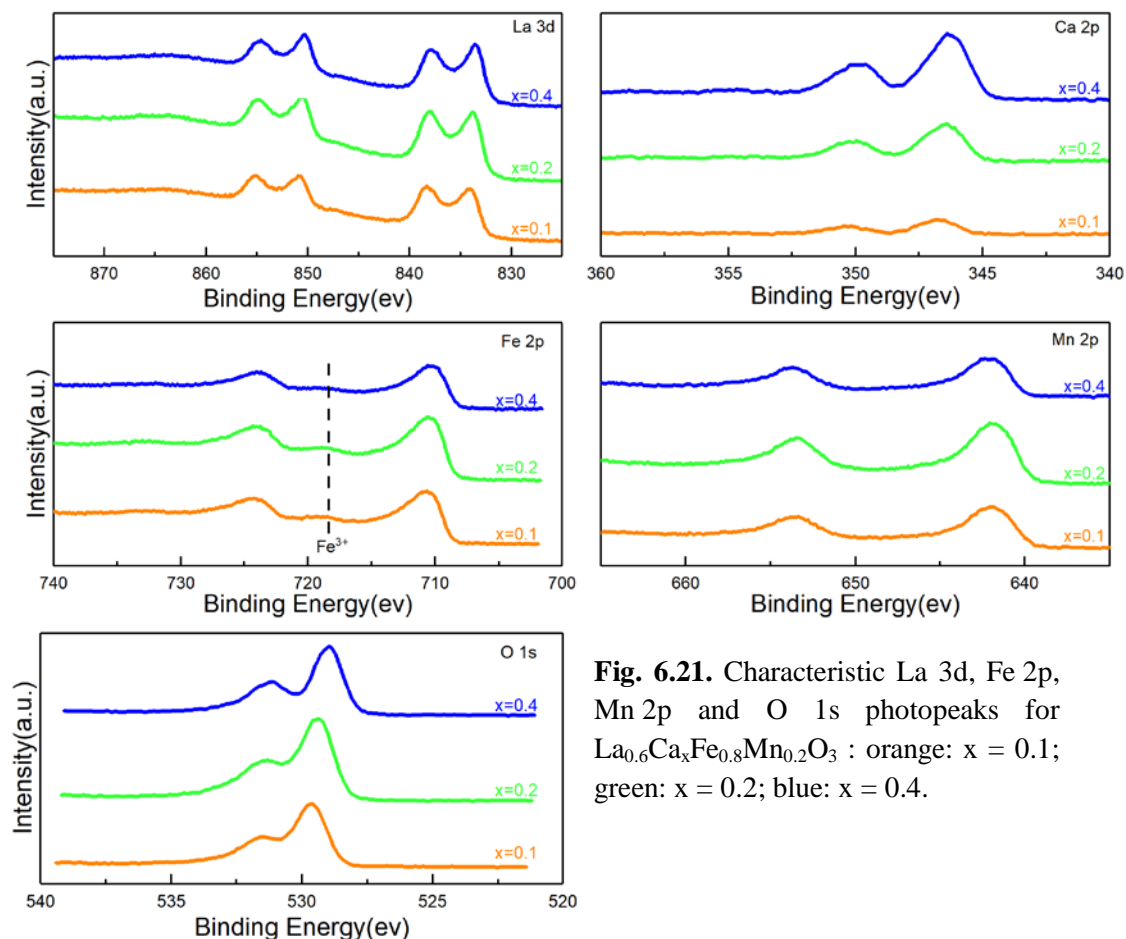 La 3d
x=0.4
x=0.2
x=0.1
Intensity(a.u.)
870 860 850 840 830
Binding Energy(ev)
Ca 2p
x=0.4
x=0.2
x=0.1
360 355 350 345 340
Binding Energy(ev)
Fe 2p
x=0.4
x=0.2
x=0.1
Fe³⁺
Intensity(a.u.)
740 730 720 710 700
Binding Energy(ev)
Mn 2p
x=0.4
x=0.2
x=0.1
660 650 640
Binding Energy(ev)
O 1s
x=0.4
x=0.2
x=0.1
Intensity(a.u.)
540 535 530 525 520
Binding Energy(ev)
Fig. 6.21. Characteristic La 3d, Fe 2p,
Mn 2p and O 1s photopeaks for
La₀.₆CaₓFe₀.₈Mn₀.₂O₃ : orange: x = 0.1;
green: x = 0.2; blue: x = 0.4.